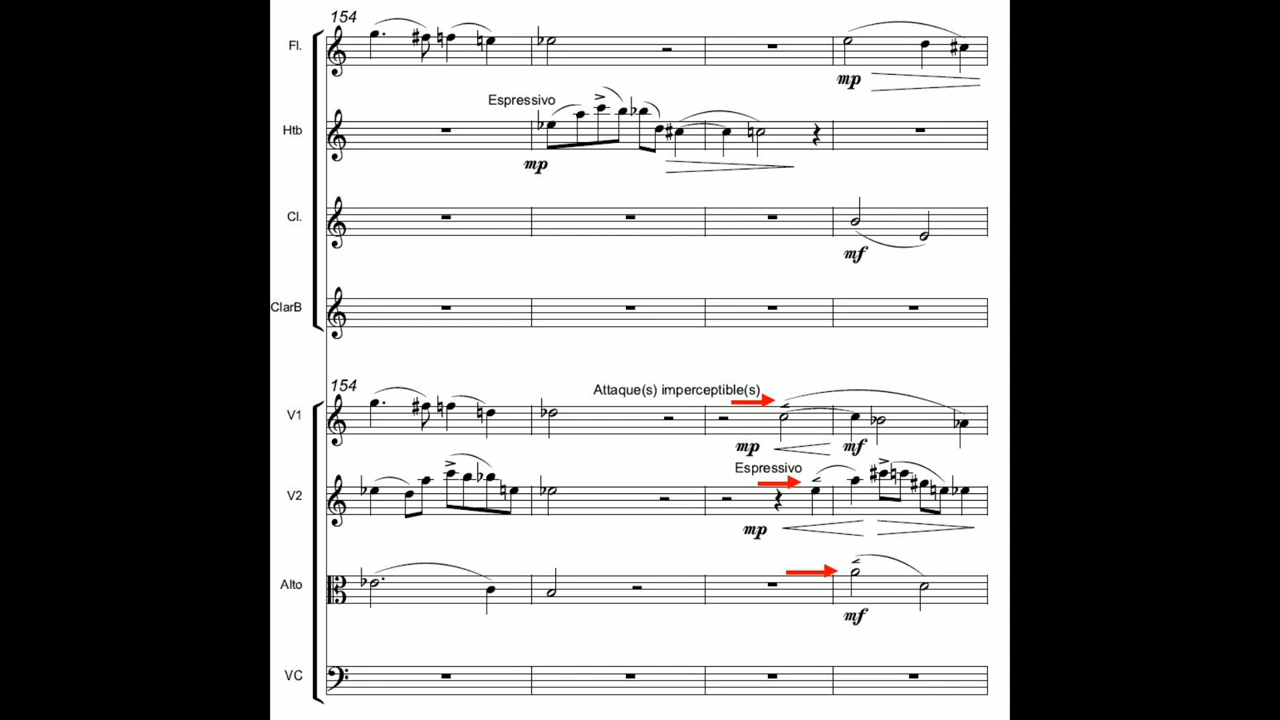 154
Fl.
mp
Espressivo
Htb
mp
Cl.
mf
ClarB
154
Attaque(s) imperceptible(s)
V1
mp mf
Espressivo
V2
mp
Alto
mf
VC